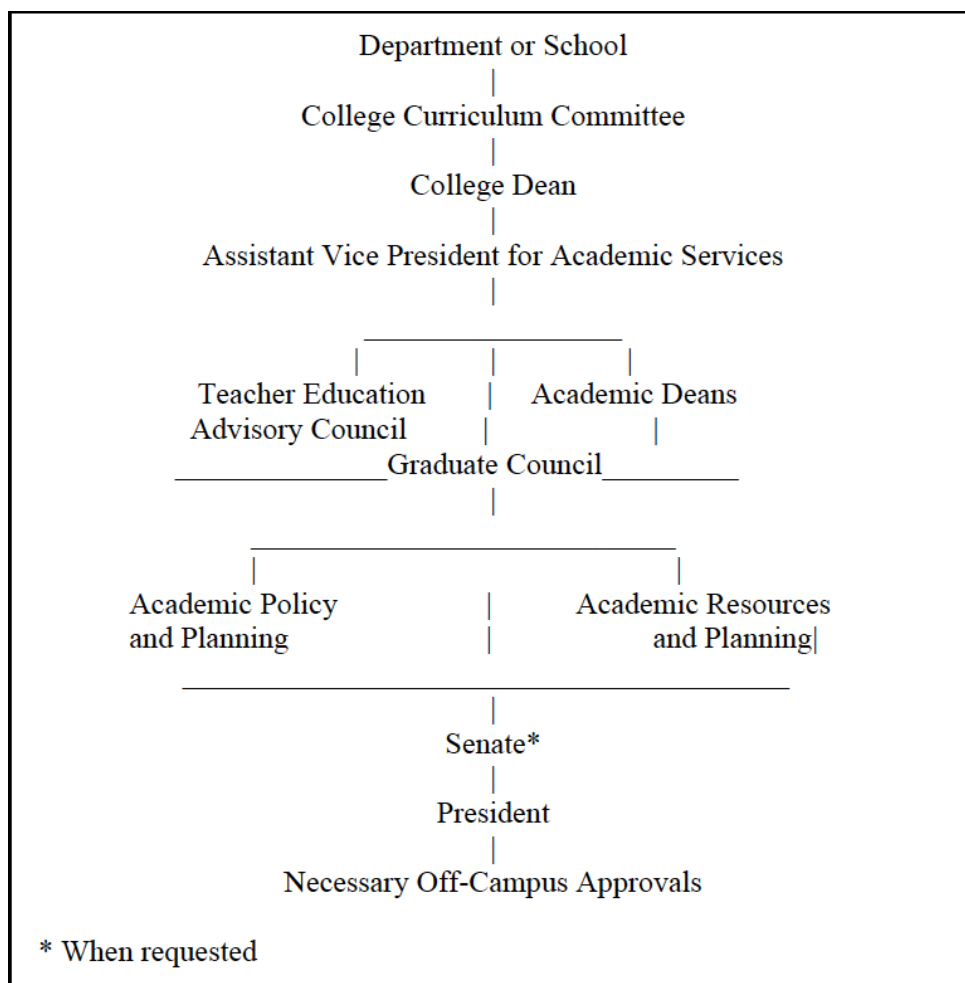 Department or School
College Curriculum Committee
College Dean
Assistant Vice President for Academic Services
Teacher Education Academic Deans
Advisory Council
Graduate Council
Academic Policy Academic Resources
and Planning and Planning
Senate*
President
Necessary Off-Campus Approvals
* When requested